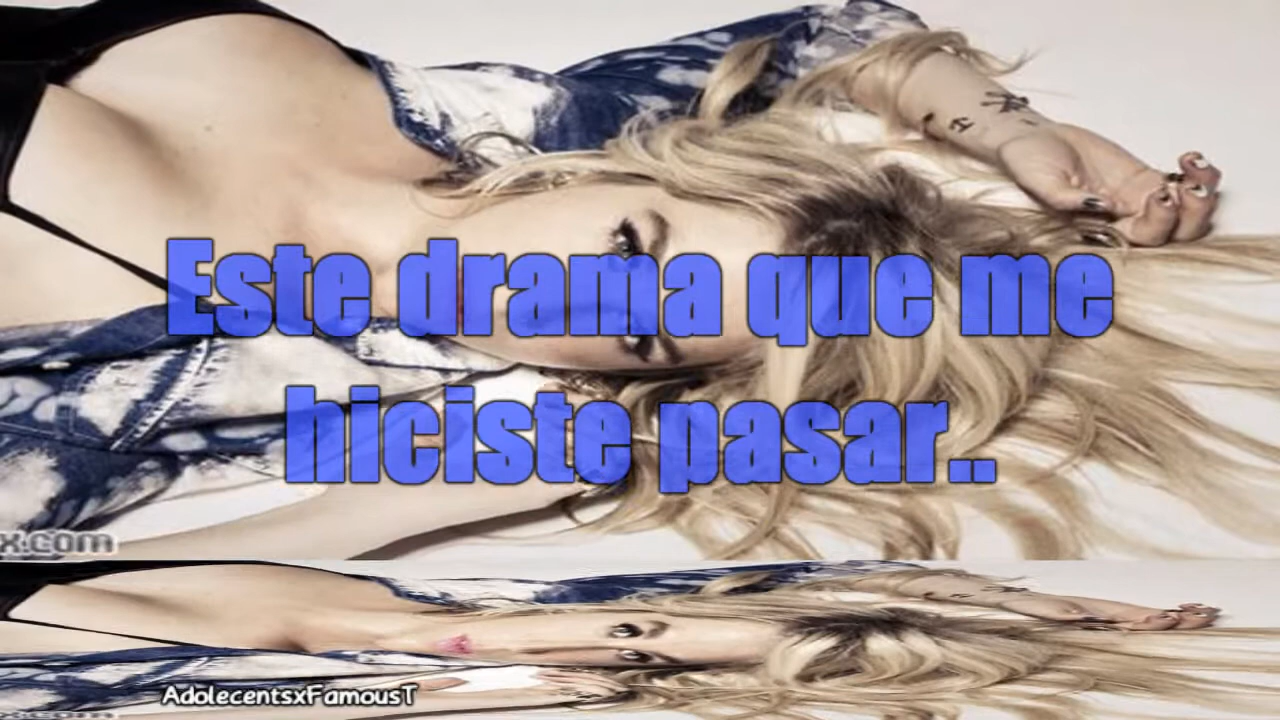 Este drama que me
hiciste pasar..
x.com
AdolecentsxFamousT